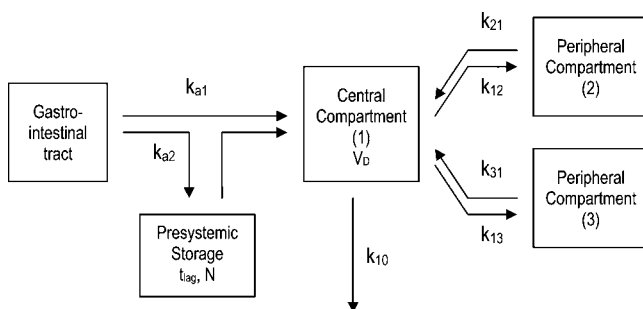 Gastro-
intestinal
tract
ka1
ka2
Presystemic
Storage
tlag, N
Central
Compartment
(1)
VD
k10
k21
k12
Peripheral
Compartment
(2)
k31
k13
Peripheral
Compartment
(3)